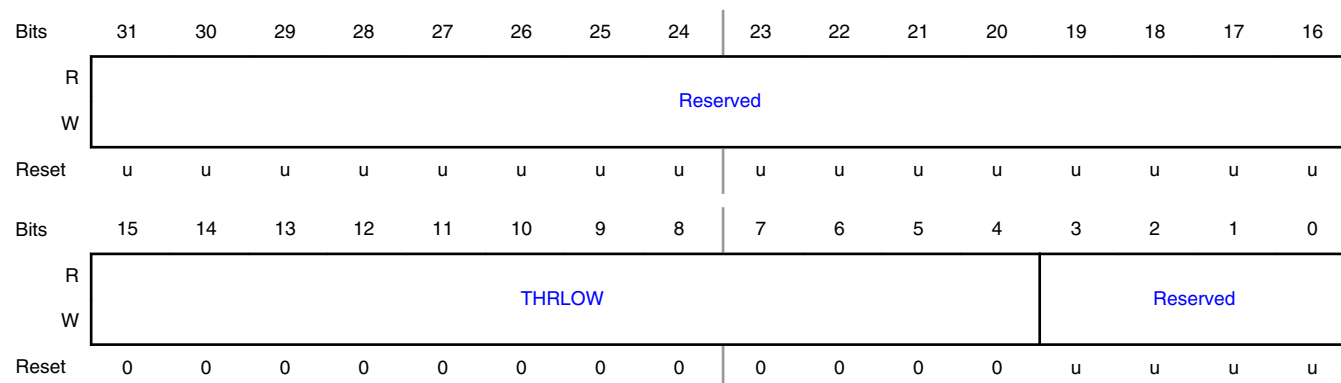 Bits 31 30 29 28 27 26 25 24 23 22 21 20 19 18 17 16
R
Reserved
W
Reset u u u u u u u u u u u u u u u u
Bits 15 14 13 12 11 10 9 8 7 6 5 4 3 2 1 0
R
THRLOW Reserved
W
Reset 0 0 0 0 0 0 0 0 0 0 0 0 u u u u